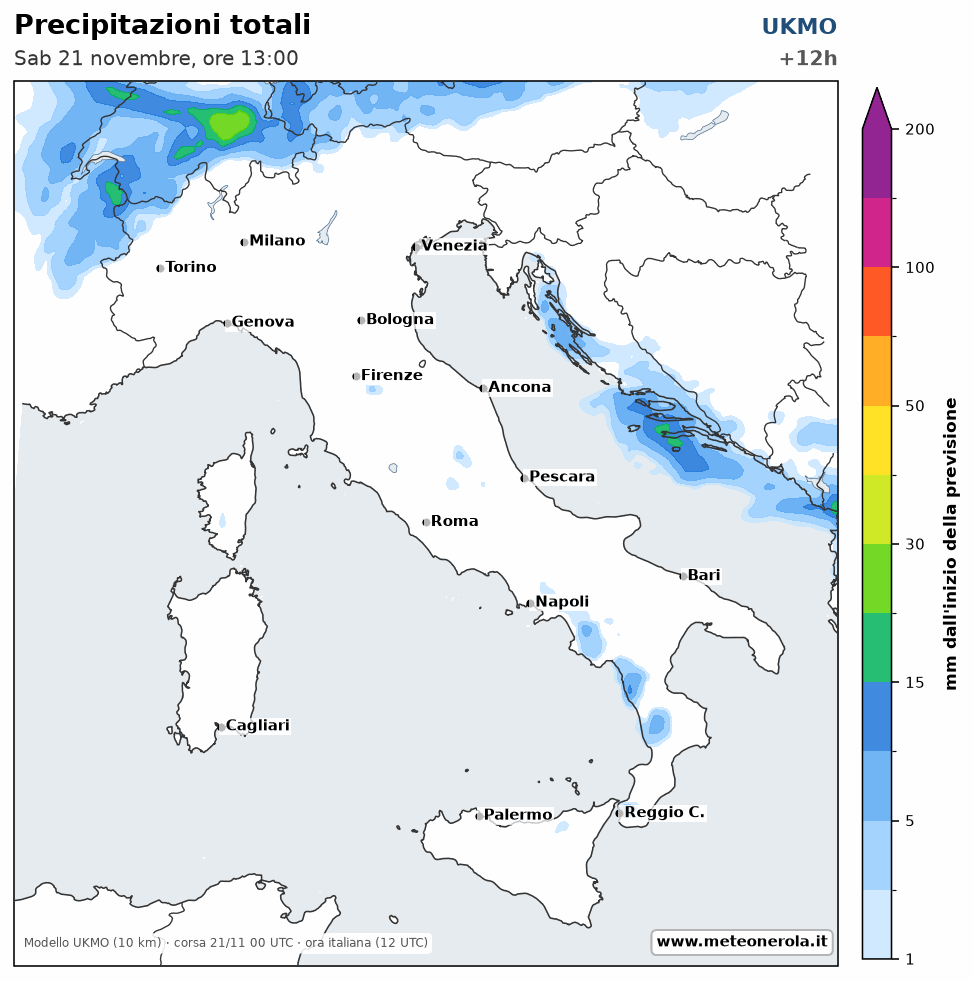 Precipitazioni totali
UKMO
Sab 21 novembre, ore 13:00
+12h
200
100
50
30
15
5
1
mm dall'inizio della previsione
Milano
Venezia
Torino
Genova
Bologna
Firenze
Ancona
Pescara
Roma
Bari
Napoli
Cagliari
Palermo
Reggio C.
Modello UKMO (10 km) · corsa 21/11 00 UTC · ora italiana (12 UTC)
www.meteonerola.it